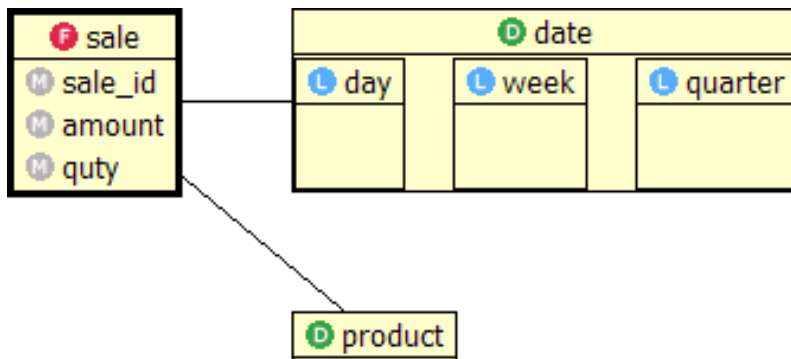 F sale
M sale_id
M amount
M quty
D date
L day
L week
L quarter
D product